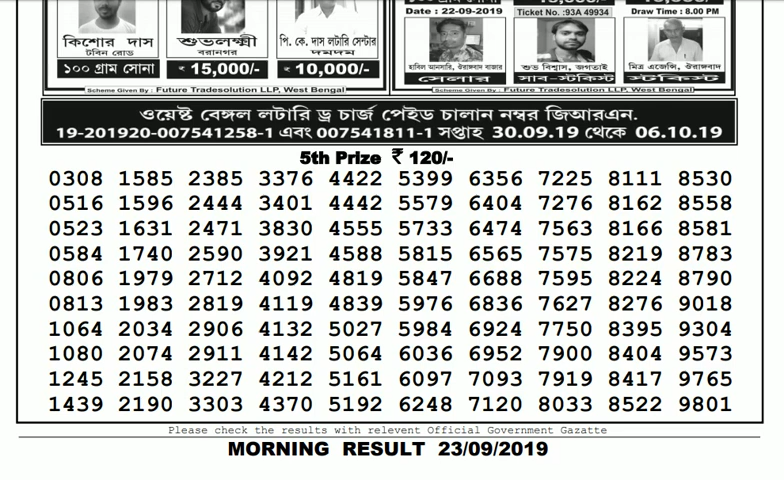 Date : 22-09-2019
Ticket No. :93A 49934
Draw Time : 8.00 PM
কিশোর দাস
টবিন রোড
১০০ গ্রাম সোনা
শুভলক্ষ্মী
বরানগর
₹ 15,000/-
পি. কে. দাস লটারি সেন্টার
দমদম
₹ 10,000/-
হাবিল আনসারি, ঔরাঙ্গবাদ বাজার
সেলার
শুভ বিশ্বাস, জগতাই
সাব-স্টকিস্ট
মিত্র এজেন্সি, ঔরাঙ্গবাদ
স্টকিস্ট
Scheme Given By : Future Tradesolution LLP, West Bengal
Scheme Given By : Future Tradesolution LLP, West Bengal
ওয়েষ্ট বেঙ্গল লটারি ড্র চার্জ পেইড চালান নম্বর জিআরএন.
19-201920-007541258-1 এবং 007541811-1 সপ্তাহ 30.09.19 থেকে 06.10.19
5th Prize ₹ 120/-
0308 1585 2385 3376 4422 5399 6356 7225 8111 8530
0516 1596 2444 3401 4442 5579 6404 7276 8162 8558
0523 1631 2471 3830 4555 5733 6474 7563 8166 8581
0584 1740 2590 3921 4588 5815 6565 7575 8219 8783
0806 1979 2712 4092 4819 5847 6688 7595 8224 8790
0813 1983 2819 4119 4839 5976 6836 7627 8276 9018
1064 2034 2906 4132 5027 5984 6924 7750 8395 9304
1080 2074 2911 4142 5064 6036 6952 7900 8404 9573
1245 2158 3227 4212 5161 6097 7093 7919 8417 9765
1439 2190 3303 4370 5192 6248 7120 8033 8522 9801
Please check the results with relevent Official Government Gazatte
MORNING RESULT 23/09/2019